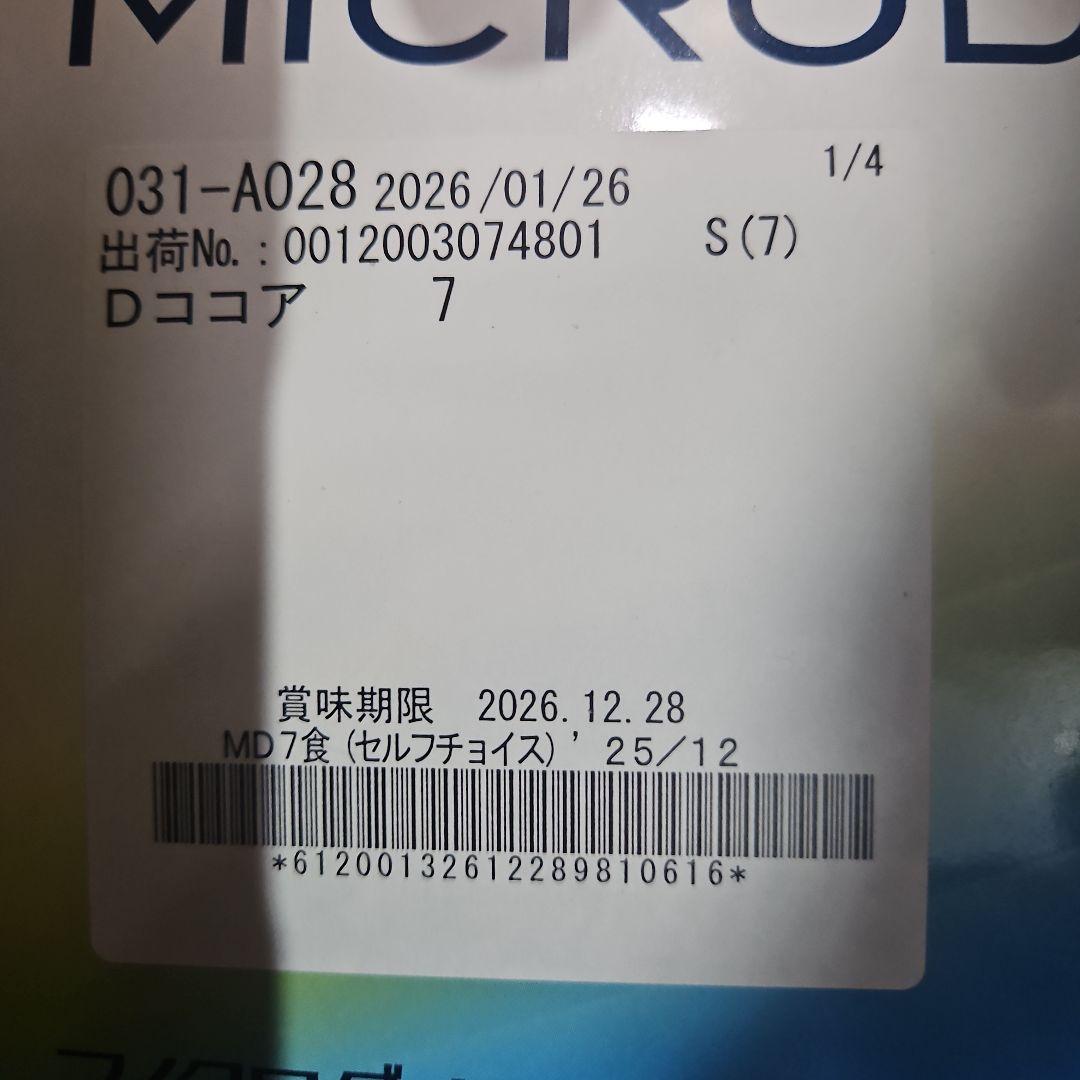 MICROD
031-A028 2026/01/26 1/4
出荷No.:0012003074801 S(7)
Dココア 7
賞味期限 2026.12.28
MD7食(セルフチョイス)’25/12
*61200132612289810616*